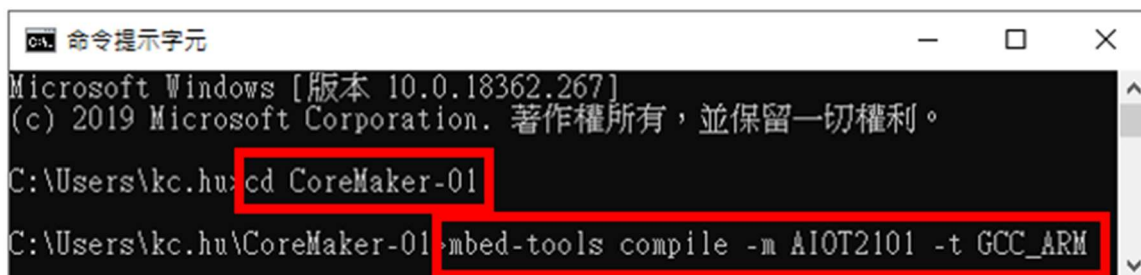 命令提示字元
Microsoft Windows [版本 10.0.18362.267]
(c) 2019 Microsoft Corporation. 著作權所有，並保留一切權利。
C:\Users\kc.hu>cd CoreMaker-01
C:\Users\kc.hu\CoreMaker-01>mbed-tools compile -m AIOT2101 -t GCC_ARM